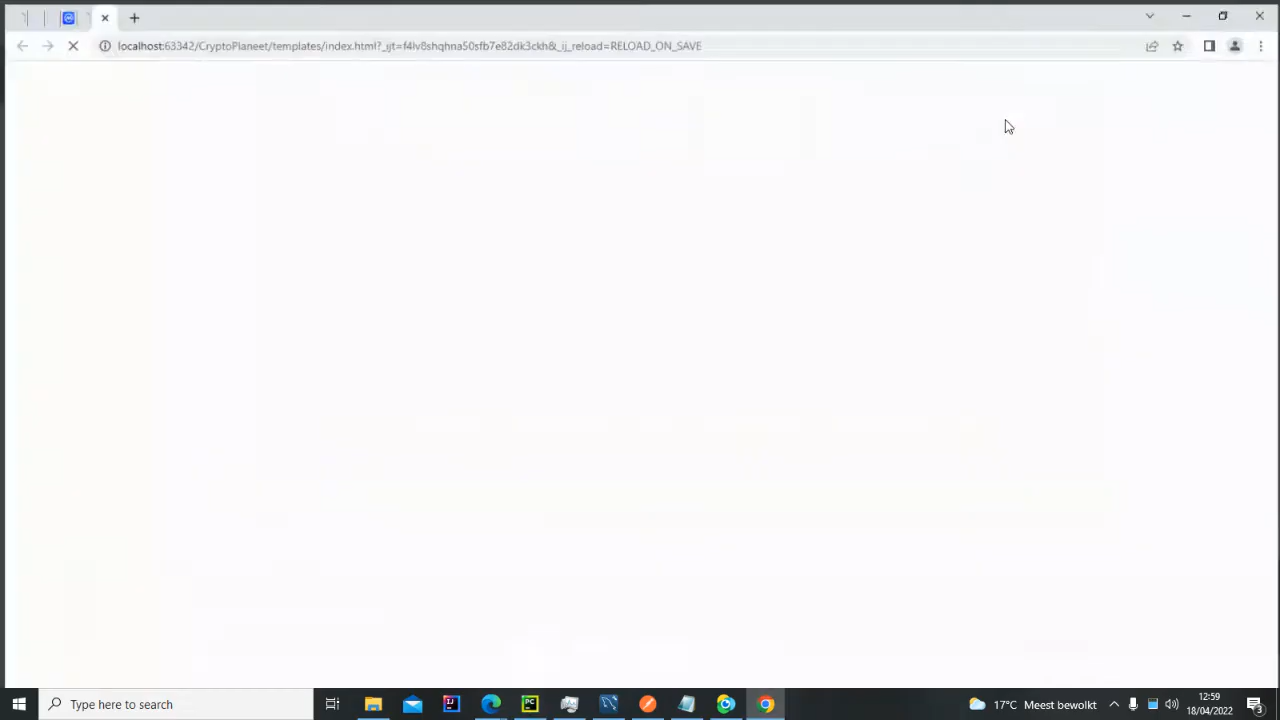 localhost:63342/CryptoPlaneet/templates/index.html?_ijt=f4lv8shqhna50sfb7e82dk3ckh&_ij_reload=RELOAD_ON_SAVE
Type here to search
17°C Meest bewolkt
12:59
18/04/2022
3